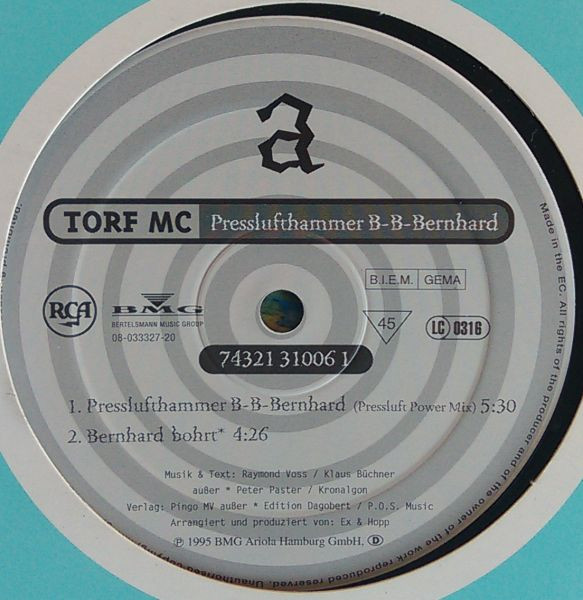 a
TORF MC Presslufthammer B-B-Bernhard
B.I.E.M. GEMA
RCA BMG 45 LC 0316
BERTELSMANN MUSIC GROUP
08-033327-20
74321 31006 1
1. Presslufthammer B-B-Bernhard (Pressluft Power Mix) 5:30
2. Bernhard bohrt* 4:26
Musik & Text: Raymond Voss / Klaus Büchner
außer * Peter Paster / Kronalgon
Verlag: Pingo MV außer * Edition Dagobert / P.O.S. Music
Arrangiert und produziert von: Ex & Hopp
℗ 1995 BMG Ariola Hamburg GmbH. D
Made in the EC. All rights of the producer and of the owner of the work reproduced reserved. Unauthorised